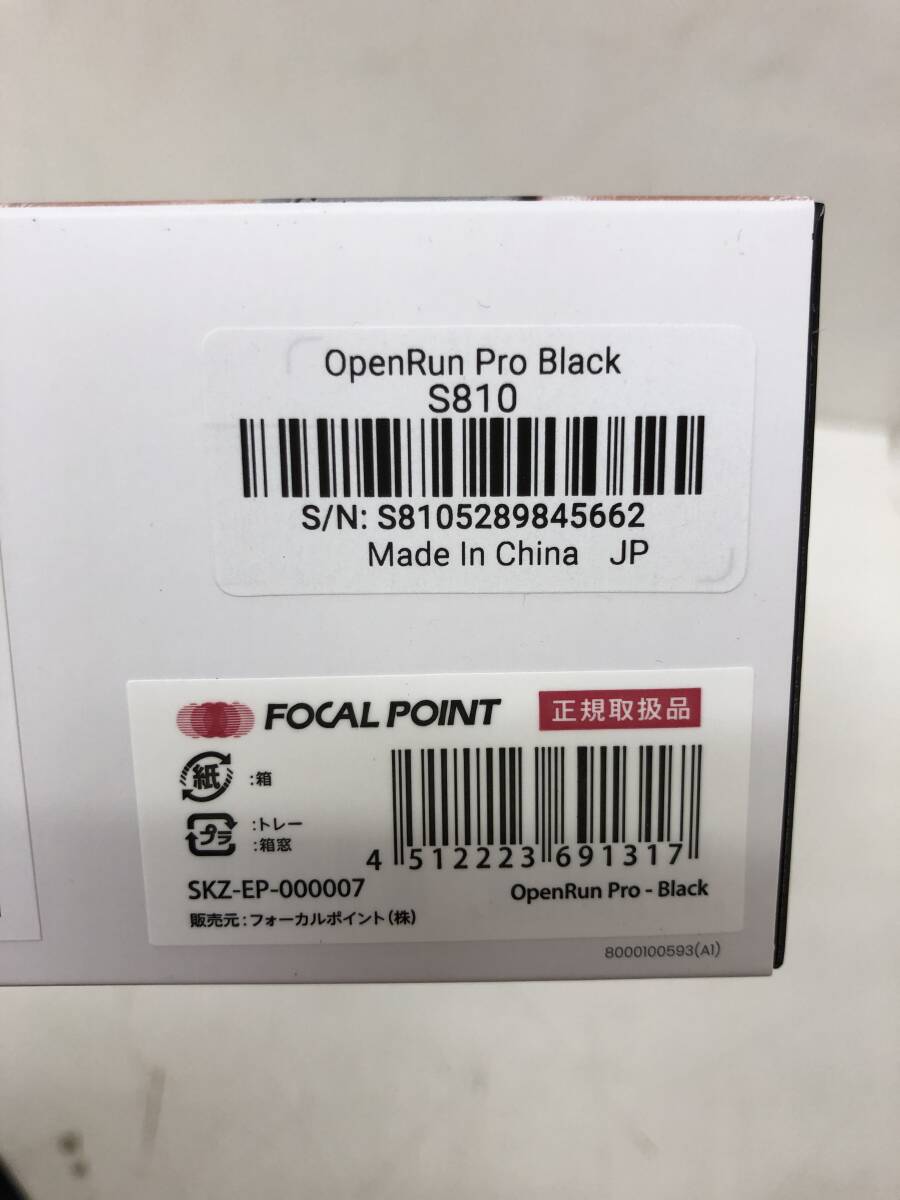 OpenRun Pro Black
S810
S/N: S8105289845662
Made In China JP
FOCAL POINT 正規取扱品
紙 :箱
プラ :トレー
:箱窓
4 512223 691317
SKZ-EP-000007 OpenRun Pro - Black
販売元:フォーカルポイント(株)
8000100593(A1)